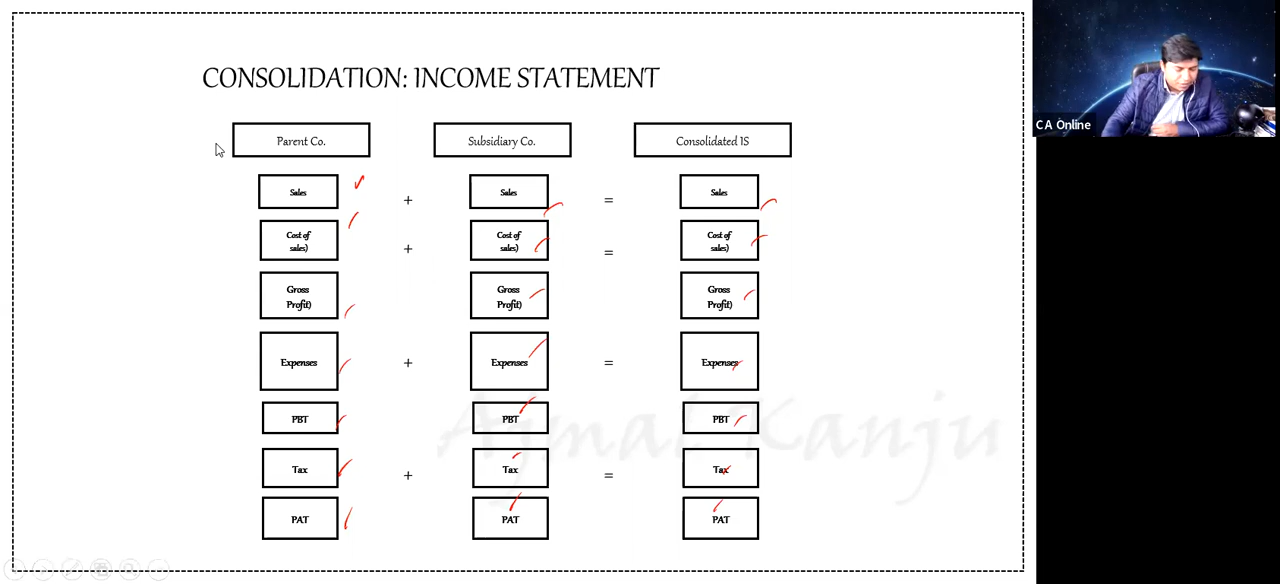 CONSOLIDATION: INCOME STATEMENT
Parent Co. Subsidiary Co. Consolidated IS
Sales + Sales = Sales
Cost of + Cost of = Cost of
sales) sales) sales)
Gross Gross Gross
Profit) Profit) Profit)
Expenses + Expenses = Expenses
PBT PBT PBT
Tax + Tax = Tax
PAT PAT PAT
Ajmal Kanju
C A Online